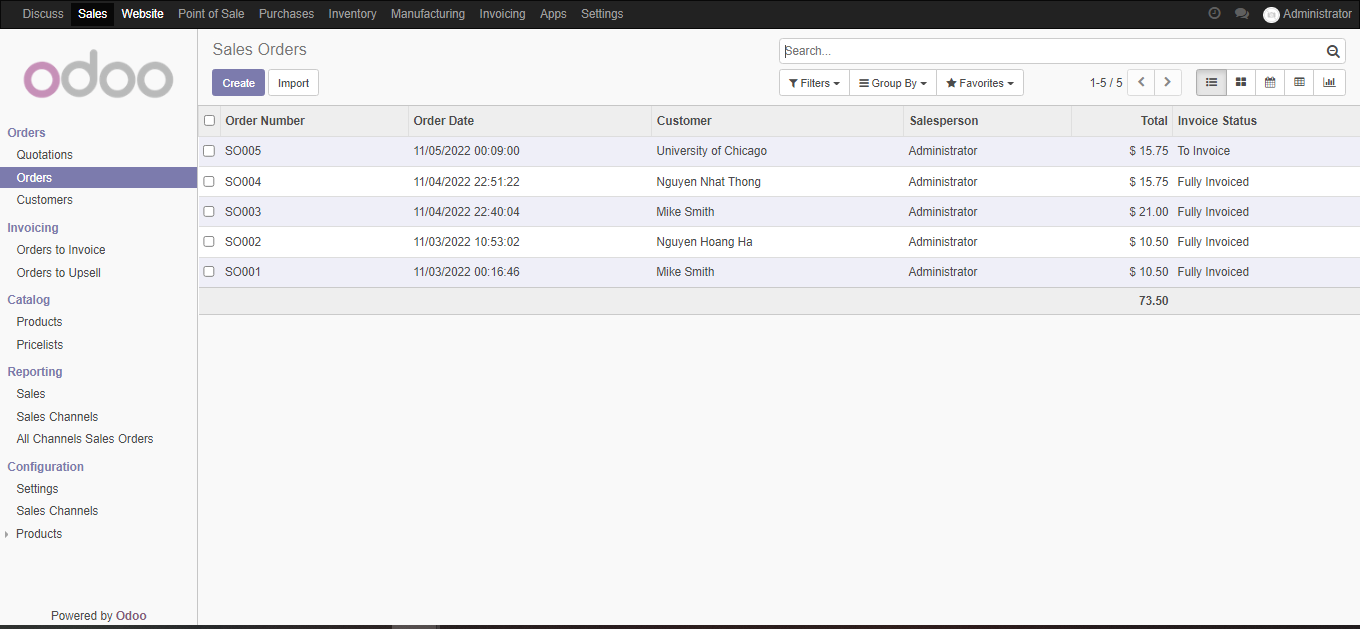 Discuss Sales Website Point of Sale Purchases Inventory Manufacturing Invoicing Apps Settings Administrator
odoo
Orders
Quotations
Orders
Customers
Invoicing
Orders to Invoice
Orders to Upsell
Catalog
Products
Pricelists
Reporting
Sales
Sales Channels
All Channels Sales Orders
Configuration
Settings
Sales Channels
Products
Powered by Odoo
Sales Orders
Search...
Create Import
Filters Group By Favorites 1-5 / 5
Order Number Order Date Customer Salesperson Total Invoice Status
SO005 11/05/2022 00:09:00 University of Chicago Administrator $ 15.75 To Invoice
SO004 11/04/2022 22:51:22 Nguyen Nhat Thong Administrator $ 15.75 Fully Invoiced
SO003 11/04/2022 22:40:04 Mike Smith Administrator $ 21.00 Fully Invoiced
SO002 11/03/2022 10:53:02 Nguyen Hoang Ha Administrator $ 10.50 Fully Invoiced
SO001 11/03/2022 00:16:46 Mike Smith Administrator $ 10.50 Fully Invoiced
73.50